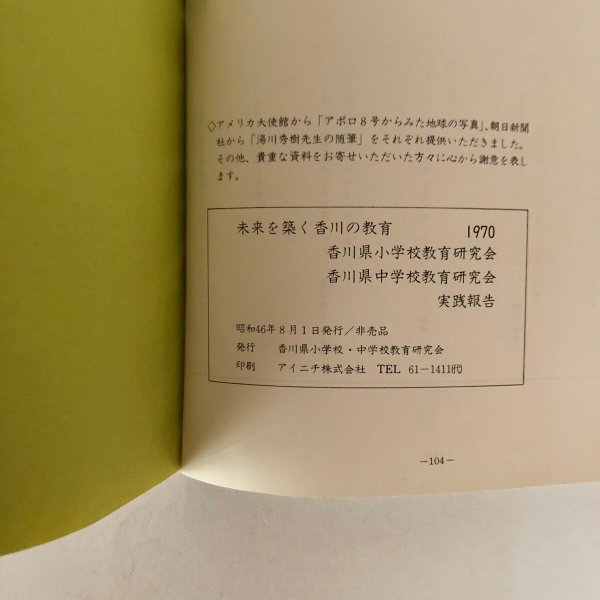 ◇アメリカ大使館から「アポロ8号からみた地球の写真」、朝日新聞
社から「湯川秀樹先生の随筆」をそれぞれ提供いただきました。
その他、貴重な資料をお寄せいただいた方々に心から謝意を表し
ます。
未来を築く香川の教育 1970
香川県小学校教育研究会
香川県中学校教育研究会
実践報告
昭和46年8月1日発行/非売品
発行 香川県小学校・中学校教育研究会
印刷 アイニチ株式会社 TEL 61-1411㈹
-104-